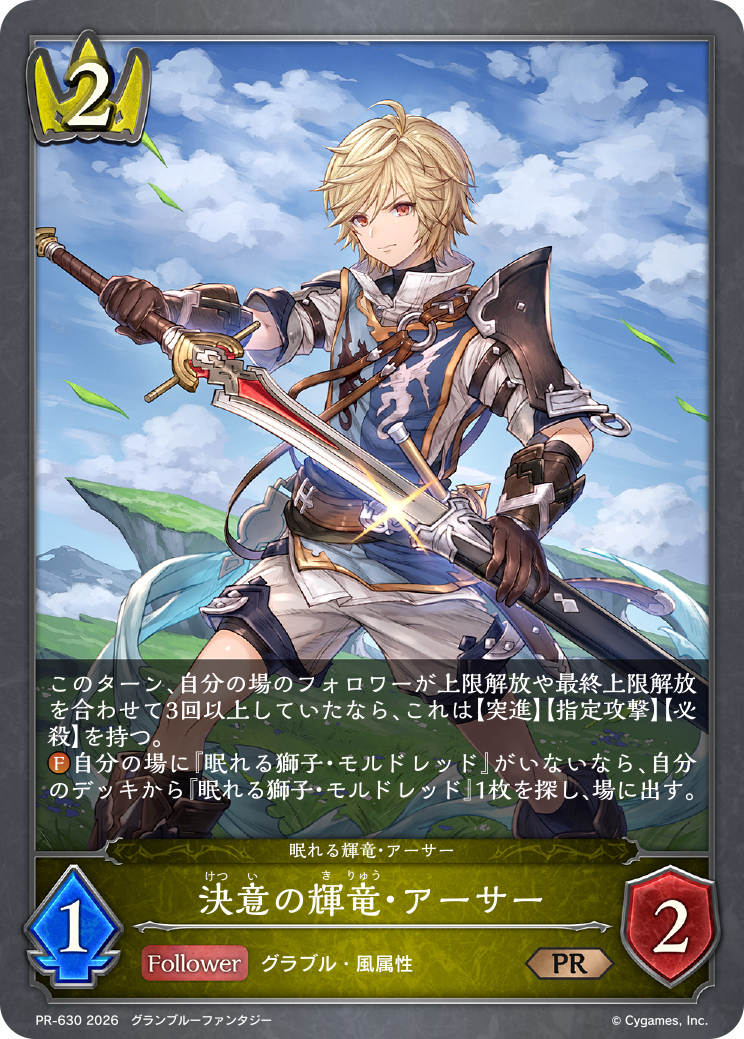 2
このターン、自分の場のフォロワーが上限解放や最終上限解放
を合わせて3回以上していたなら、これは【突進】【指定攻撃】【必
殺】を持つ。
F自分の場に『眠れる獅子・モルドレッド』がいないなら、自分
のデッキから『眠れる獅子・モルドレッド』1枚を探し、場に出す。
眠れる輝竜・アーサー
けつ い き りゅう
決意の輝竜・アーサー
1
2
Follower グラブル・風属性
PR
PR-630 2026 グランブルーファンタジー
© Cygames, Inc.